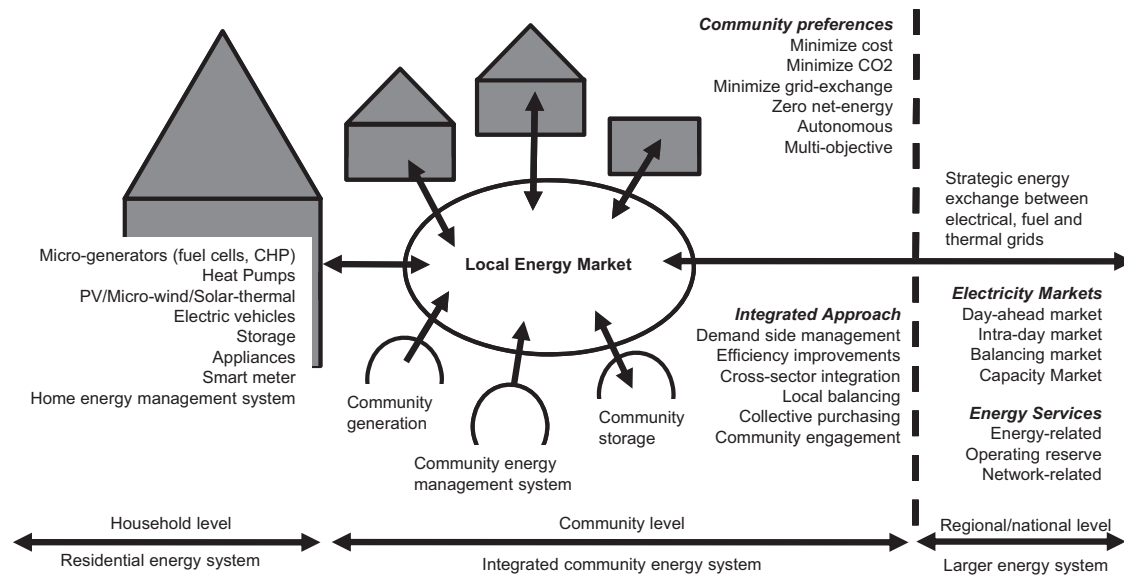 Community preferences
Minimize cost
Minimize CO2
Minimize grid-exchange
Zero net-energy
Autonomous
Multi-objective
Strategic energy
exchange between
electrical, fuel and
thermal grids
Micro-generators (fuel cells, CHP)
Heat Pumps
PV/Micro-wind/Solar-thermal
Electric vehicles
Storage
Appliances
Smart meter
Home energy management system
Local Energy Market
Community
generation
Community energy
management system
Community
storage
Integrated Approach
Demand side management
Efficiency improvements
Cross-sector integration
Local balancing
Collective purchasing
Community engagement
Electricity Markets
Day-ahead market
Intra-day market
Balancing market
Capacity Market
Energy Services
Energy-related
Operating reserve
Network-related
Household level
Residential energy system
Community level
Integrated community energy system
Regional/national level
Larger energy system